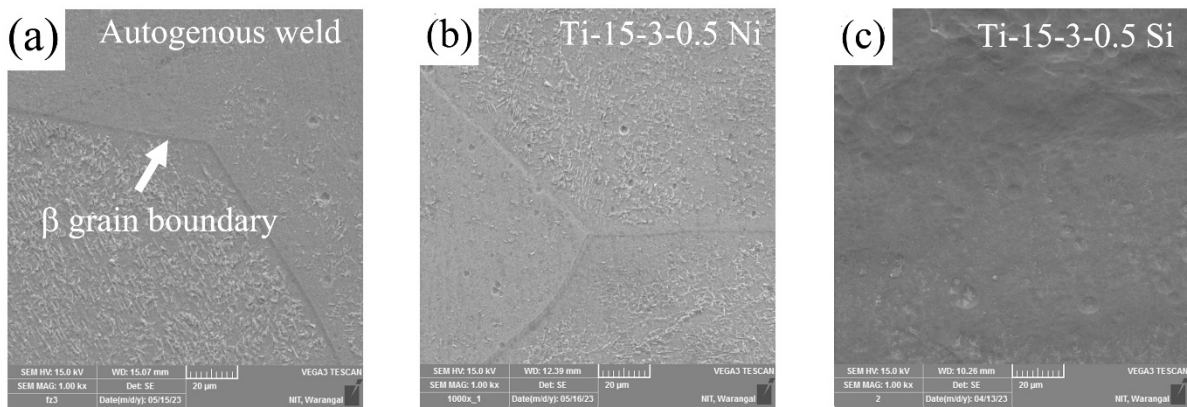 (a)
Autogenous weld
β grain boundary
SEM HV: 15.0 kV
WD: 15.07 mm
VEGA3 TESCAN
SEM MAG: 1.00 kx
Det: SE
20 μm
fz3
Date(m/d/y): 05/15/23
NIT, Warangal
(b)
Ti-15-3-0.5 Ni
SEM HV: 15.0 kV
WD: 12.39 mm
VEGA3 TESCAN
SEM MAG: 1.00 kx
Det: SE
20 μm
1000x_1
Date(m/d/y): 05/16/23
NIT, Warangal
(c)
Ti-15-3-0.5 Si
SEM HV: 15.0 kV
WD: 10.26 mm
VEGA3 TESCAN
SEM MAG: 1.00 kx
Det: SE
20 μm
2
Date(m/d/y): 04/13/23
NIT, Warangal